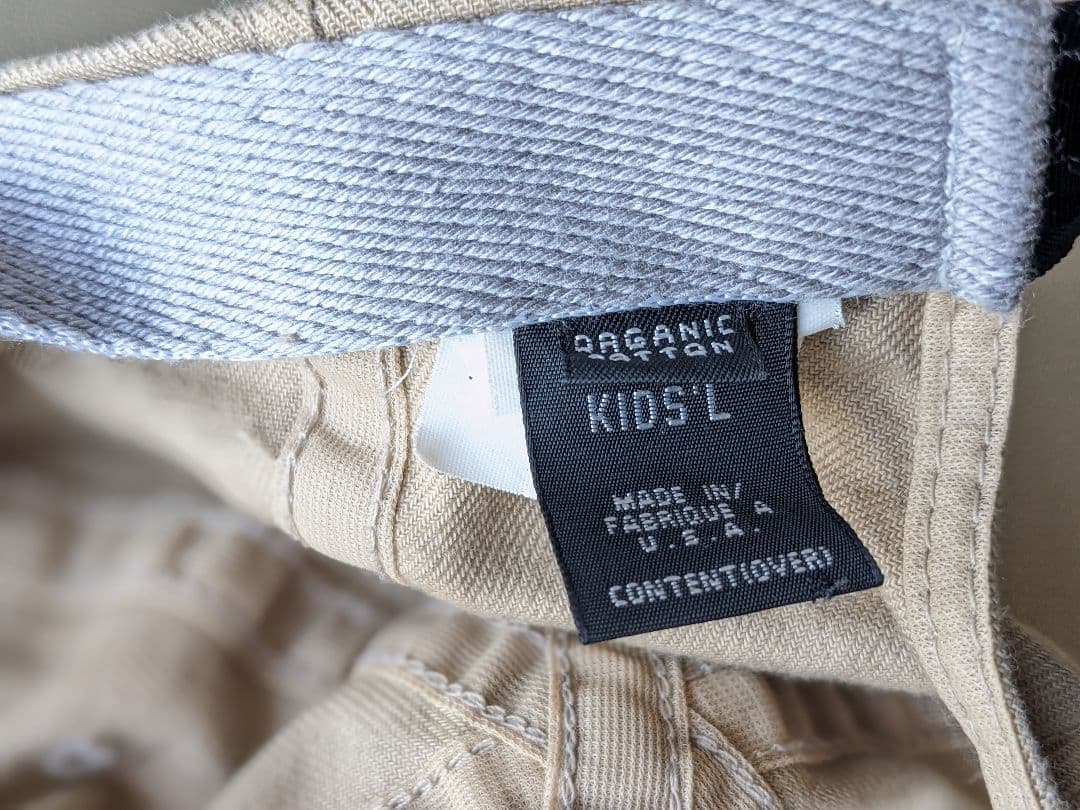 ORGANIC
COTTON
KIDS'L
MADE IN/
FABRIQUE A
U.S.A.
CONTENT(OVER)